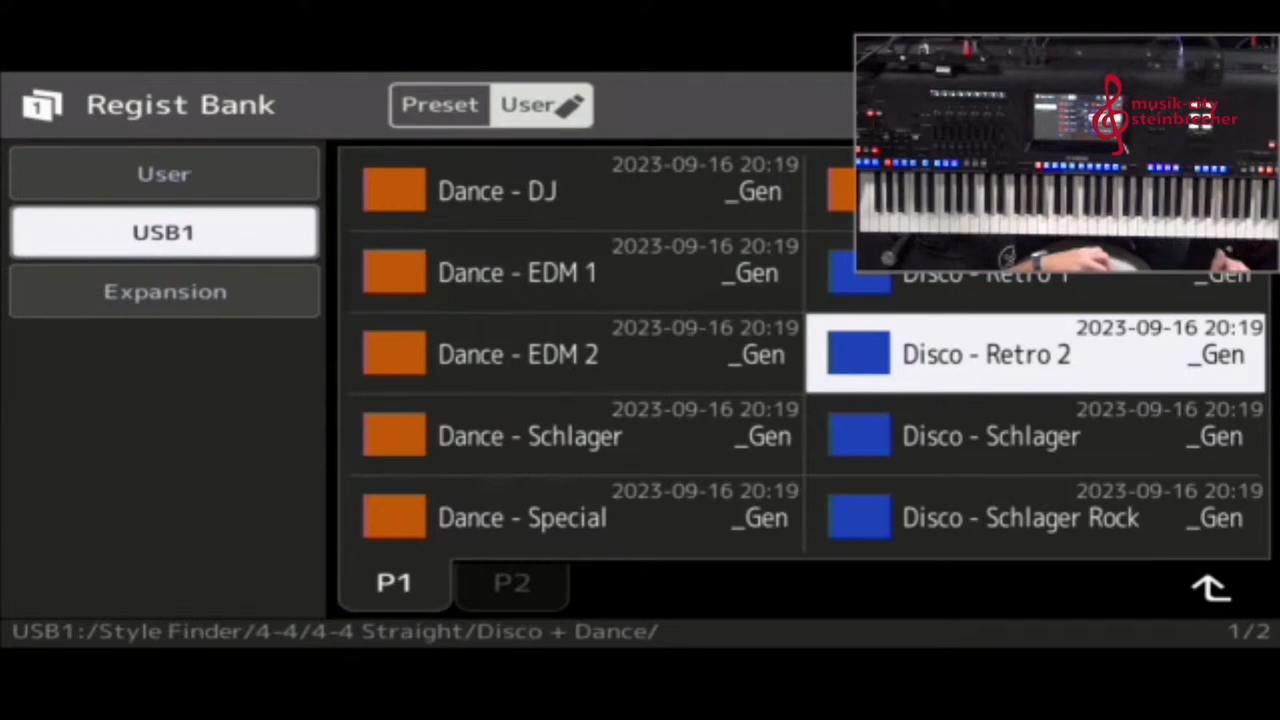 1 Regist Bank
Preset User
User
USB1
Expansion
2023-09-16 20:19
Dance - DJ _Gen
2023-09-16 20:19
Dance - EDM 1 _Gen
2023-09-16 20:19
Dance - EDM 2 _Gen
2023-09-16 20:19
Dance - Schlager _Gen
2023-09-16 20:19
Dance - Special _Gen
Disco - Retro 1 _Gen
2023-09-16 20:19
Disco - Retro 2 _Gen
2023-09-16 20:19
Disco - Schlager _Gen
2023-09-16 20:19
Disco - Schlager Rock _Gen
P1 P2
USB1:/Style Finder/4-4/4-4 Straight/Disco + Dance/ 1/2
musik-city
steinbrecher